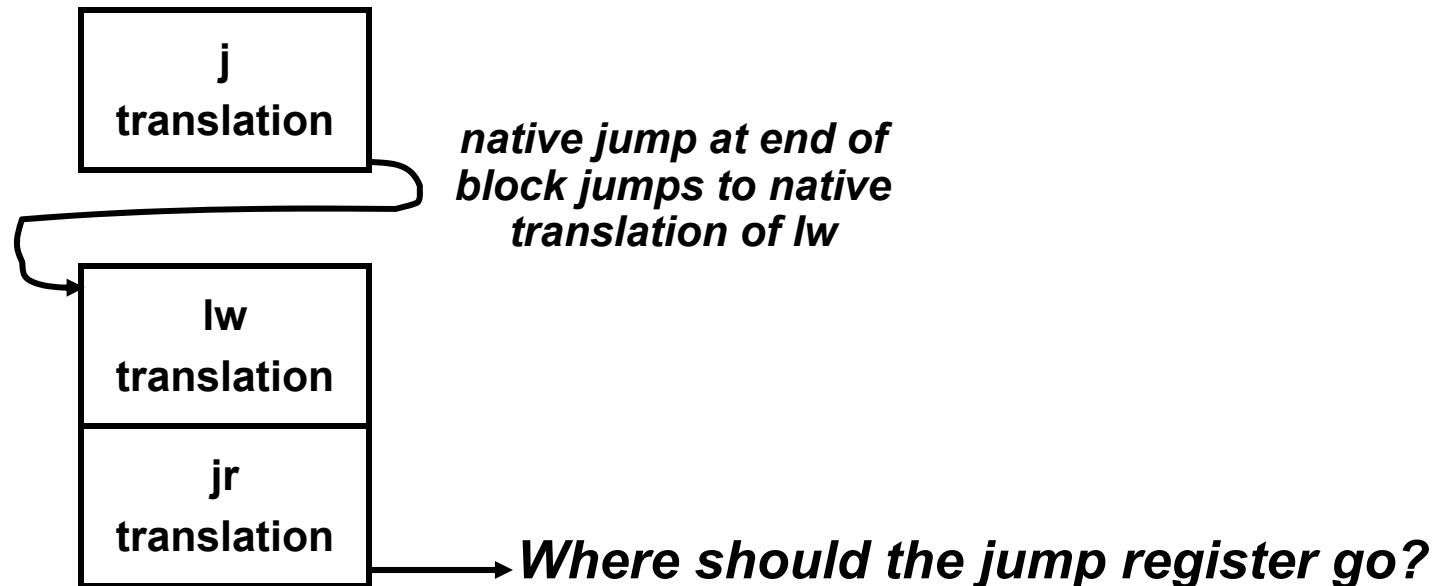 j
translation
native jump at end of
block jumps to native
translation of lw
lw
translation
jr
translation
Where should the jump register go?